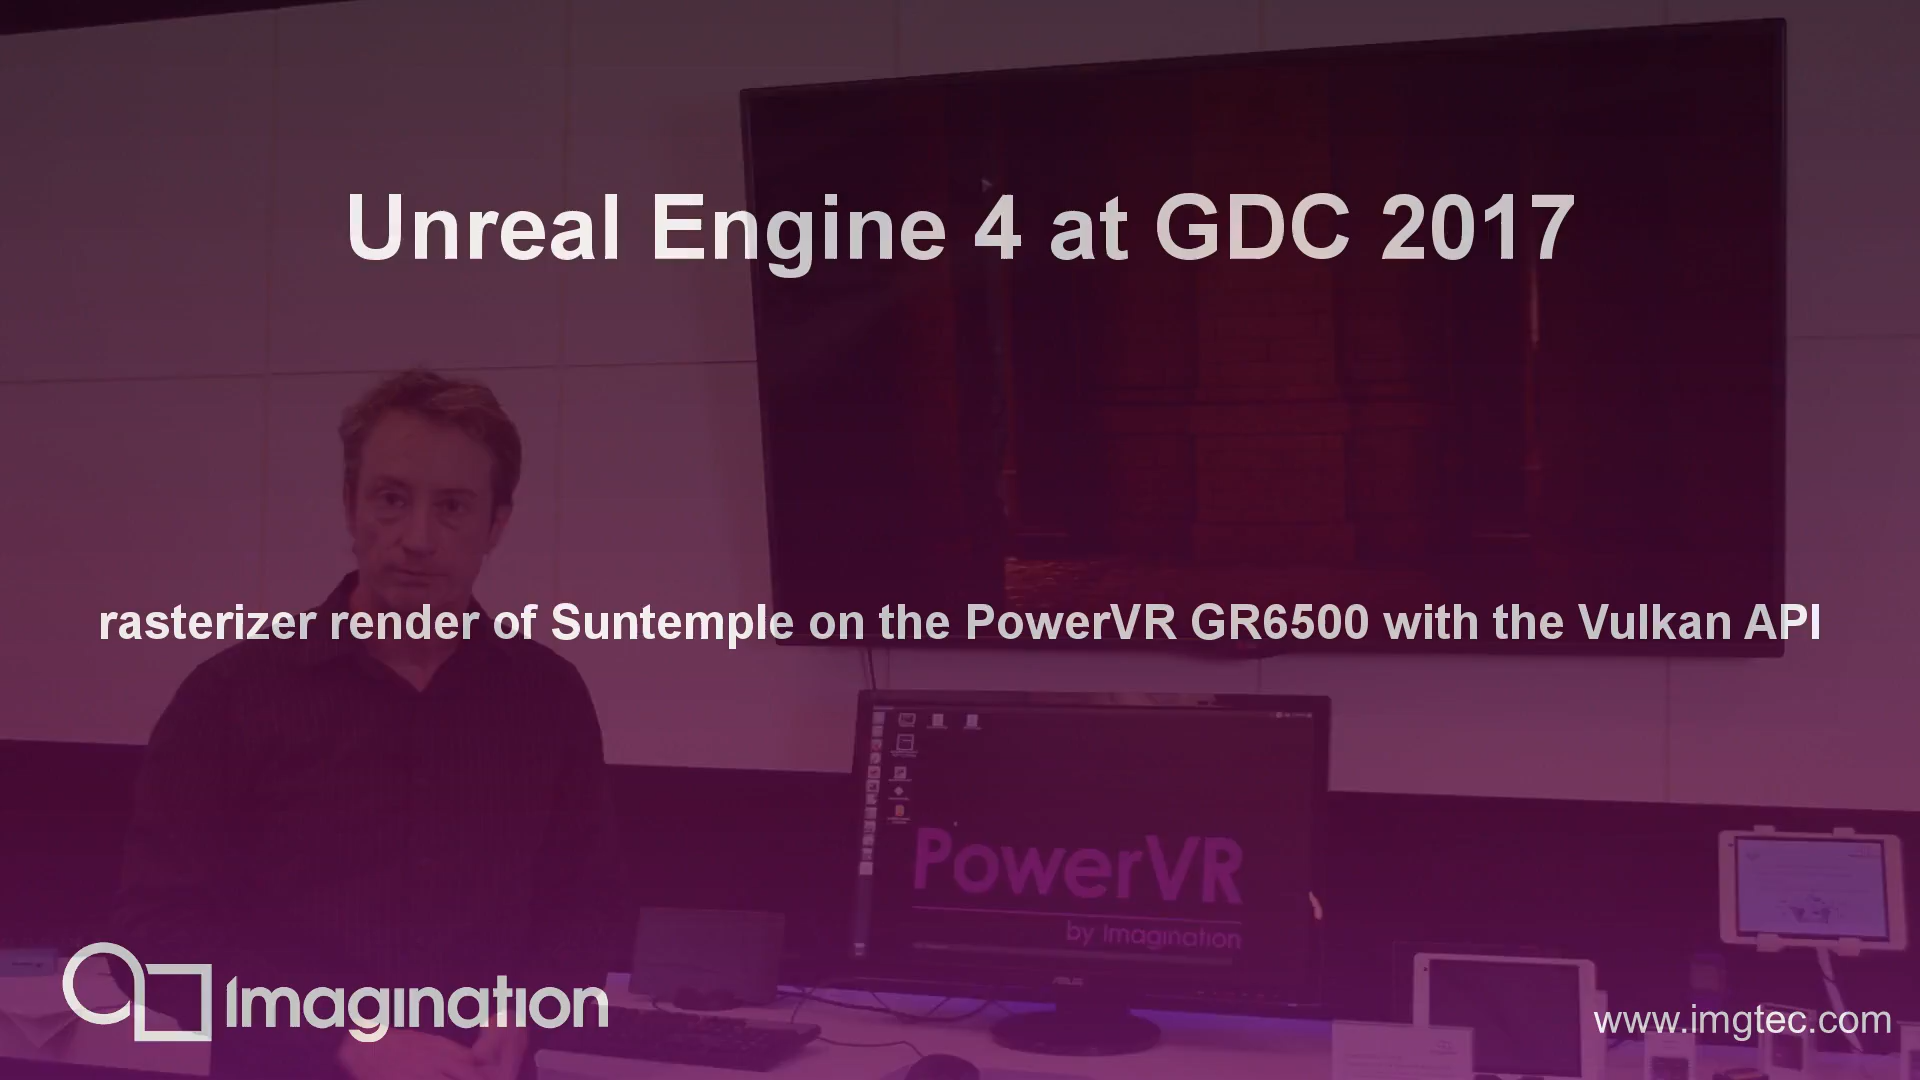 Unreal Engine 4 at GDC 2017
rasterizer render of Suntemple on the PowerVR GR6500 with the Vulkan API
PowerVR
by Imagination
ASUS
Imagination
www.imgtec.com